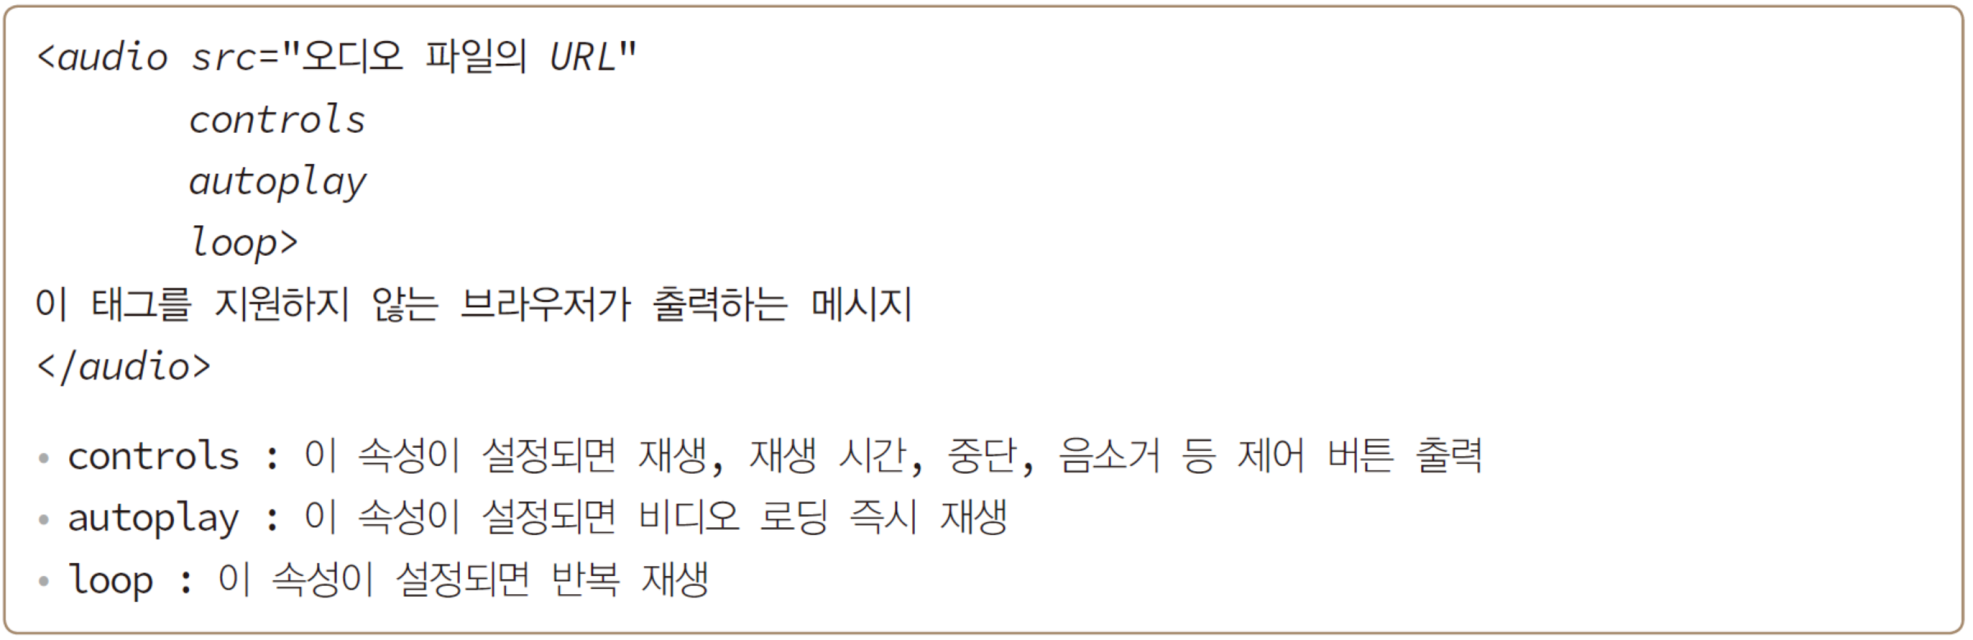 <audio src="오디오 파일의 URL"
controls
autoplay
loop>
이 태그를 지원하지 않는 브라우저가 출력하는 메시지
</audio>
• controls : 이 속성이 설정되면 재생, 재생 시간, 중단, 음소거 등 제어 버튼 출력
• autoplay : 이 속성이 설정되면 비디오 로딩 즉시 재생
• loop : 이 속성이 설정되면 반복 재생